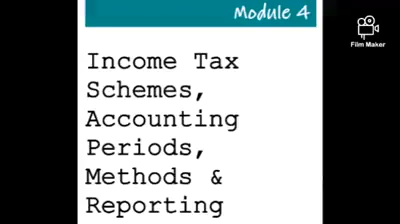 Module 4
Film Maker
Income Tax
Schemes,
Accounting
Periods,
Methods &
Reporting